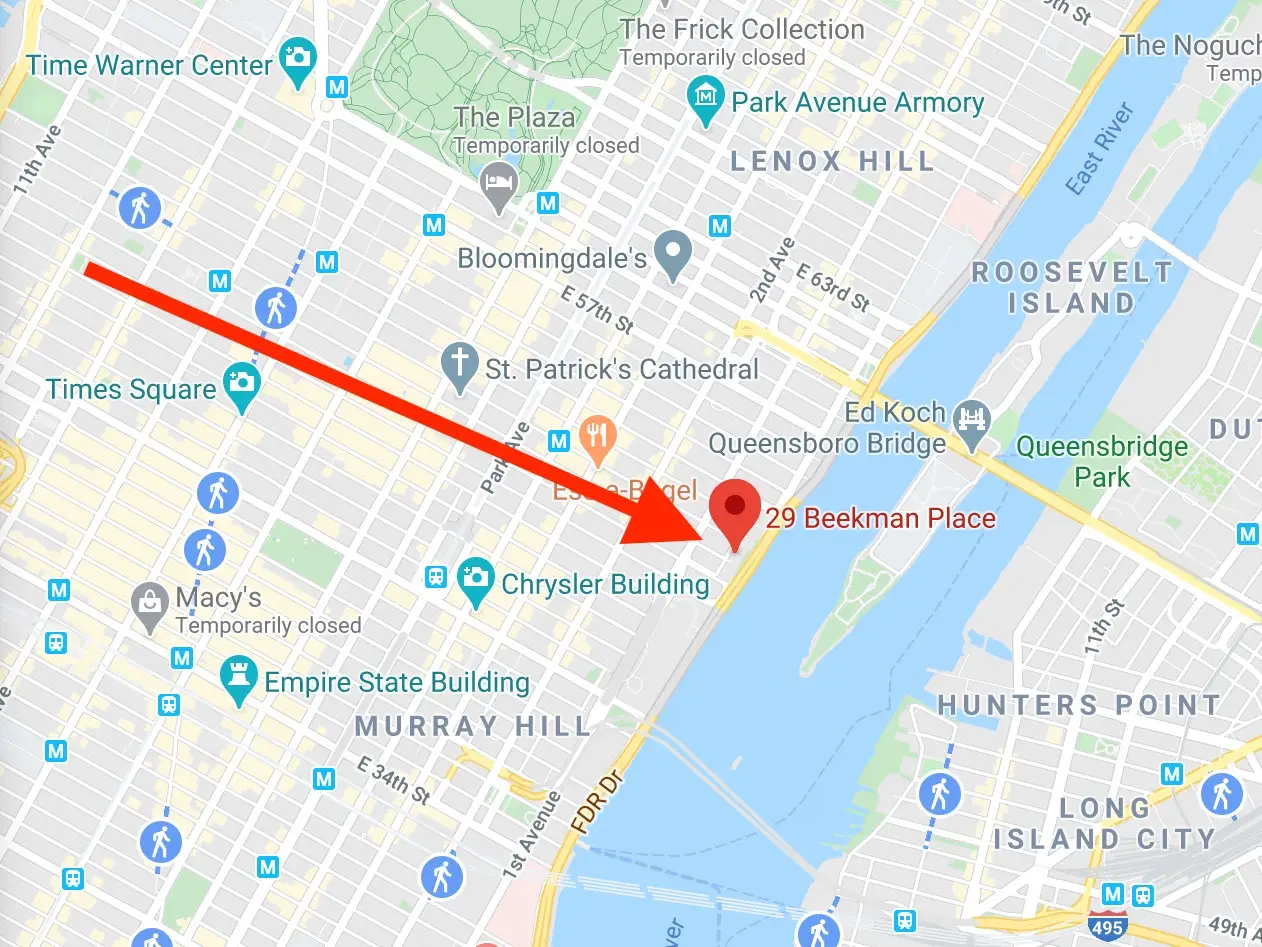 9th St
The Frick Collection
Temporarily closed
The Noguch
Temp
Time Warner Center
M
Park Avenue Armory
The Plaza
Temporarily closed
East River
11th Ave
LENOX HILL
M
M
M
Bloomingdale's
2nd Ave
E 63rd St
M
M
ROOSEVELT
ISLAND
E 57th St
St. Patrick's Cathedral
Times Square
Ed Koch
Queensboro Bridge
DUT
Queensbridge
Park
M
Park Ave
Ess-a-Bagel
29 Beekman Place
M
Chrysler Building
M
Macy's
Temporarily closed
11th St
M
Empire State Building
HUNTERS POINT
MURRAY HILL
M
E 34th St
M
M
FDR Dr
1st Avenue
LONG
ISLAND CITY
M
M
495
49th A